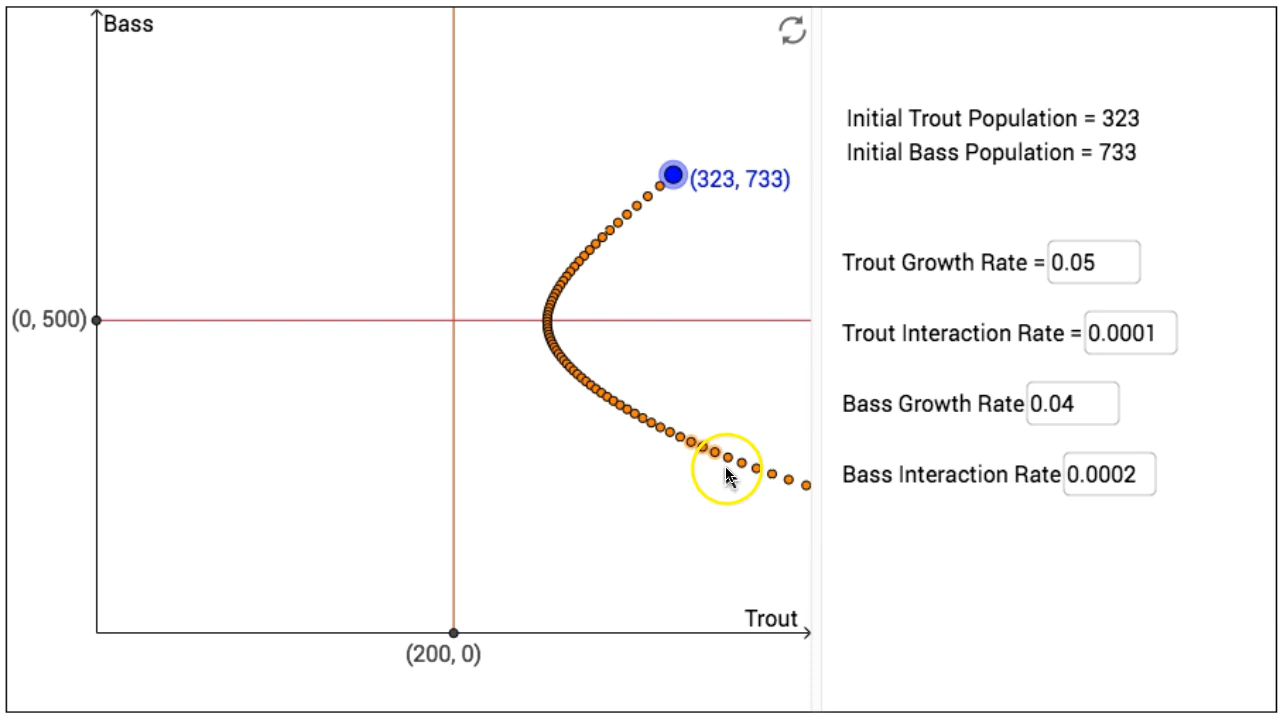 Bass
(323, 733)
(0, 500)
Trout
(200, 0)
Initial Trout Population = 323
Initial Bass Population = 733
Trout Growth Rate = 0.05
Trout Interaction Rate = 0.0001
Bass Growth Rate 0.04
Bass Interaction Rate 0.0002